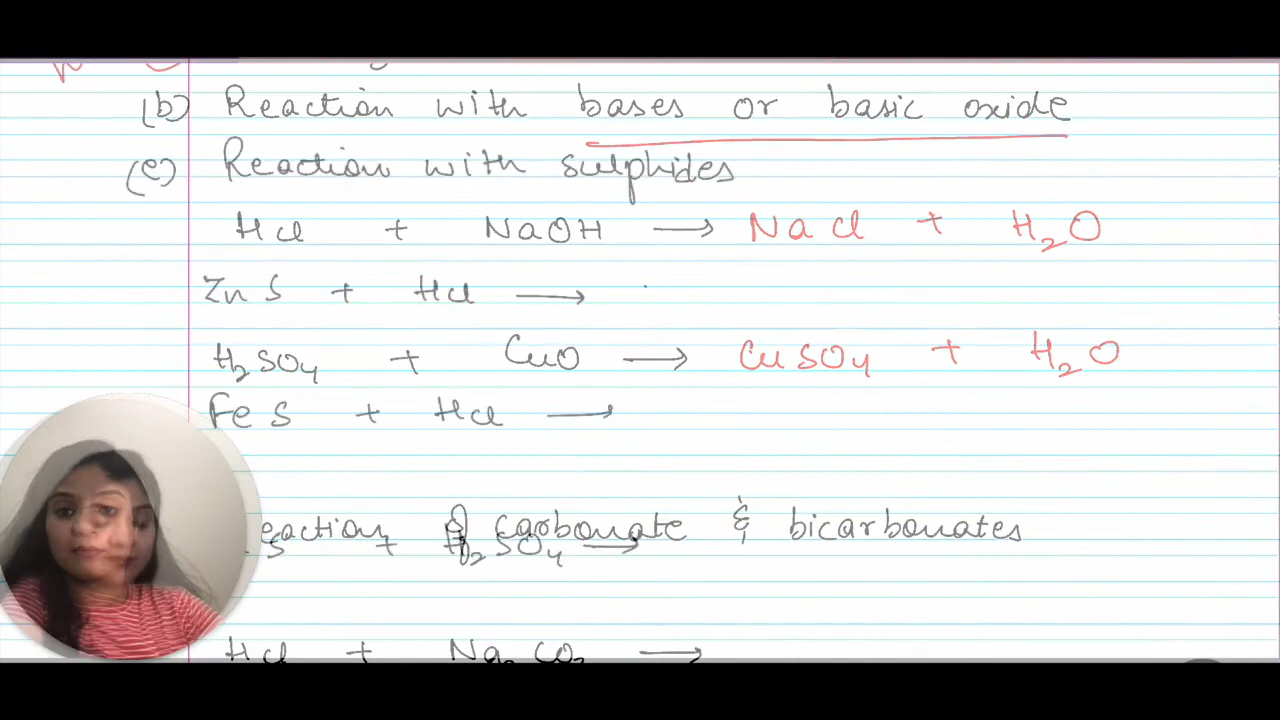 (b) Reaction with bases or basic oxide
(e) Reaction with sulphides
HCl + NaOH → NaCl + H₂O
ZnS + HCl →
H₂SO₄ + CuO → CuSO₄ + H₂O
FeS + HCl →
eaction of carbonate & bicarbonates
S + H₂SO₄ →
HCl + Na₂CO₃ →